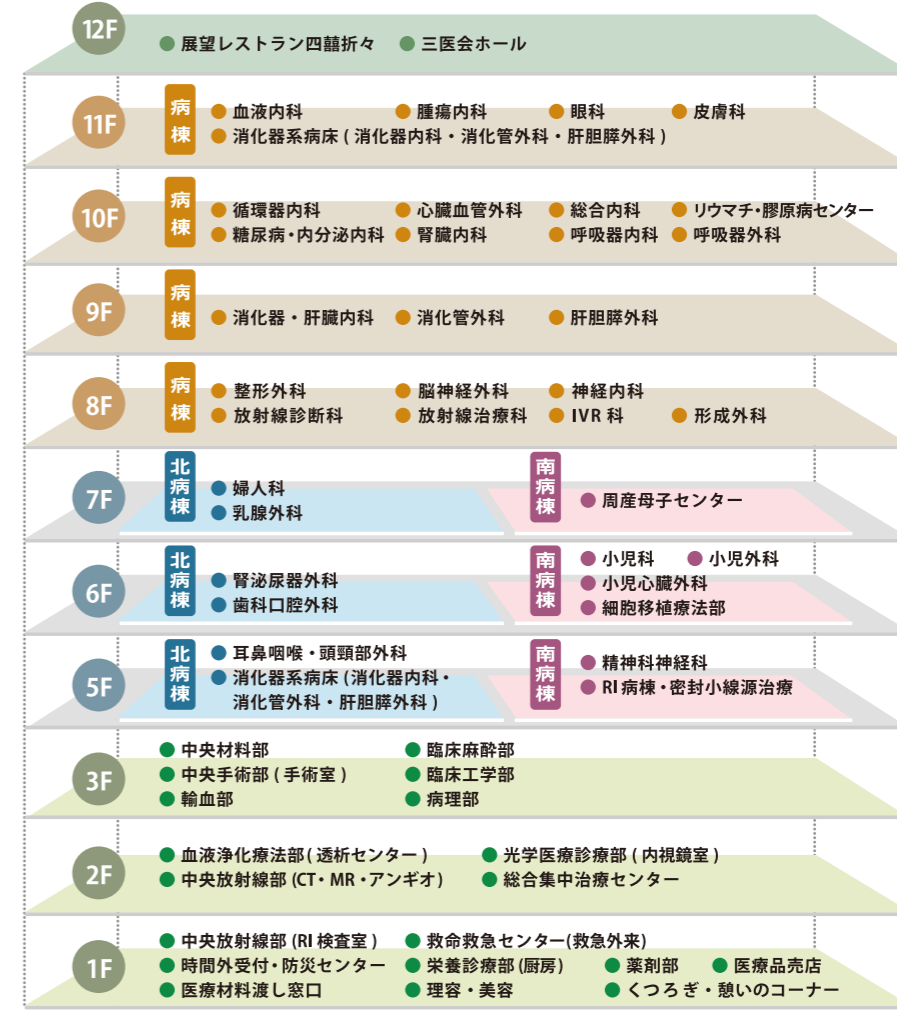 12F
展望レストラン四囍折々 三医会ホール
11F
病棟
血液内科 腫瘍内科 眼科 皮膚科
消化器系病床 ( 消化器内科・消化管外科・肝胆膵外科 )
10F
病棟
循環器内科 心臓血管外科 総合内科 リウマチ・膠原病センター
糖尿病・内分泌内科 腎臓内科 呼吸器内科 呼吸器外科
9F
病棟
消化器・肝臓内科 消化管外科 肝胆膵外科
8F
病棟
整形外科 脳神経外科 神経内科
放射線診断科 放射線治療科 IVR 科 形成外科
7F
北病棟
婦人科
乳腺外科
南病棟
周産母子センター
6F
北病棟
腎泌尿器外科
歯科口腔外科
南病棟
小児科 小児外科
小児心臓外科
細胞移植療法部
5F
北病棟
耳鼻咽喉・頭頸部外科
消化器系病床 (消化器内科・
消化管外科・肝胆膵外科 )
南病棟
精神科神経科
RI 病棟・密封小線源治療
3F
中央材料部 臨床麻酔部
中央手術部 ( 手術室 ) 臨床工学部
輸血部 病理部
2F
血液浄化療法部( 透析センター ) 光学医療診療部 ( 内視鏡室 )
中央放射線部 (CT・MR・アンギオ) 総合集中治療センター
1F
中央放射線部 (RI 検査室 ) 救命救急センター(救急外来)
時間外受付・防災センター 栄養診療部 (厨房) 薬剤部 医療品売店
医療材料渡し窓口 理容・美容 くつろぎ・憩いのコーナー